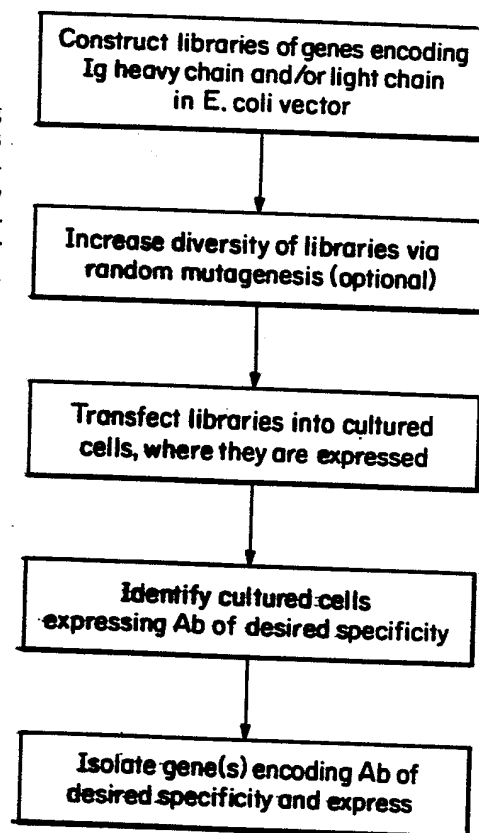 Construct libraries of genes encoding
Ig heavy chain and/or light chain
in E. coli vector
Increase diversity of libraries via
random mutagenesis (optional)
Transfect libraries into cultured
cells, where they are expressed
Identify cultured cells
expressing Ab of desired specificity
Isolate gene(s) encoding Ab of
desired specificity and express